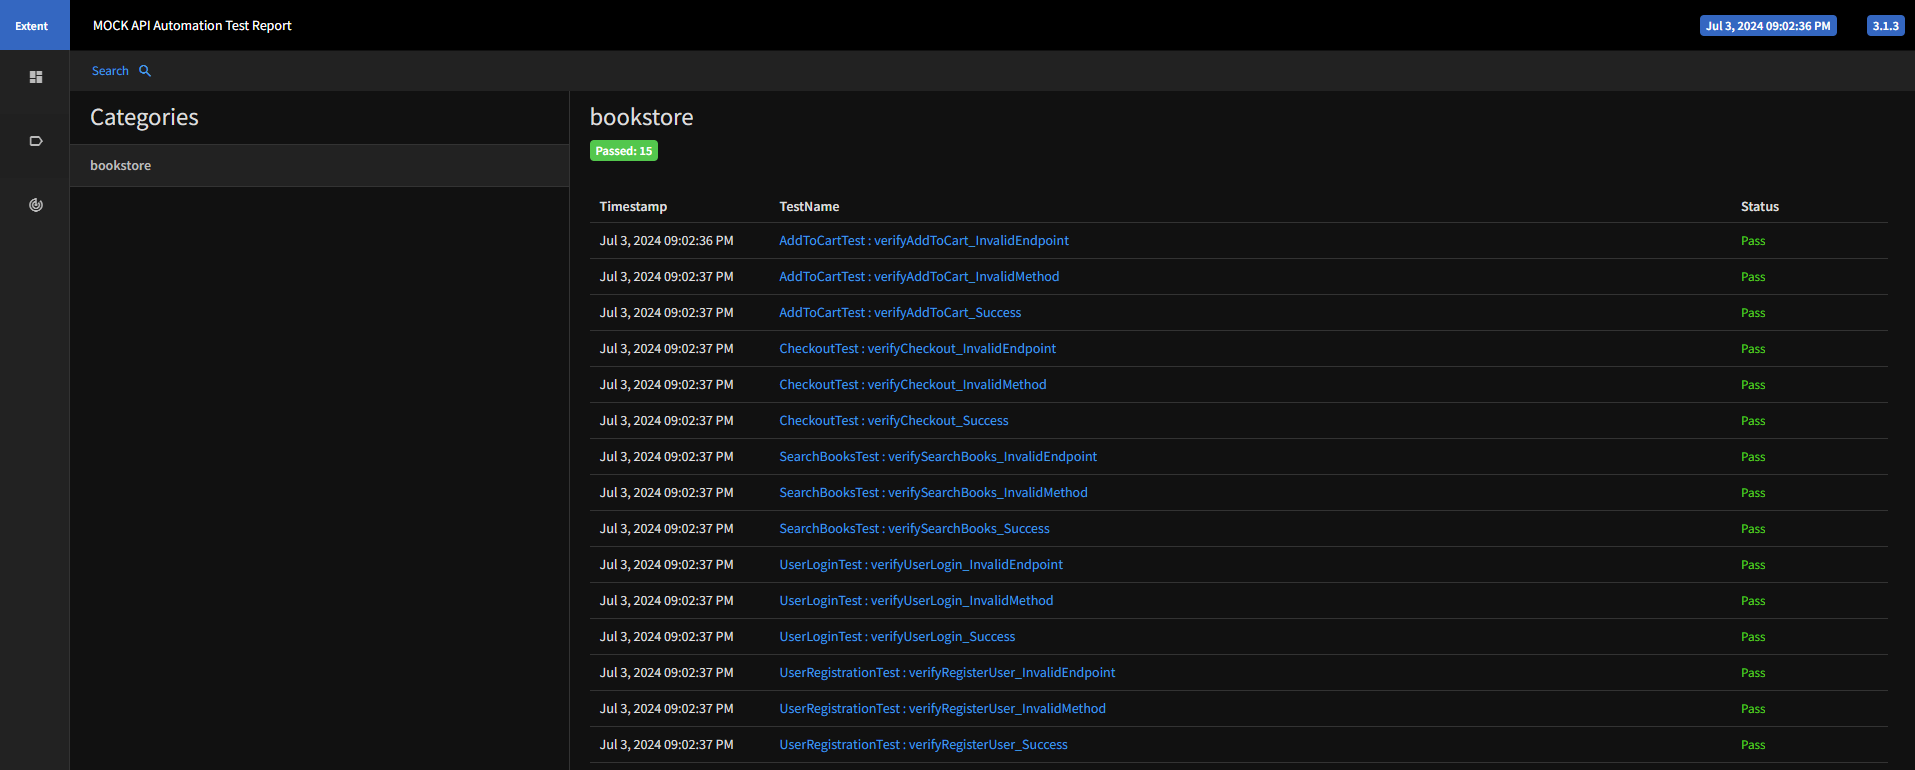 Extent
MOCK API Automation Test Report
Jul 3, 2024 09:02:36 PM
3.1.3
Search
Categories
bookstore
bookstore
Passed: 15
Timestamp TestName Status
Jul 3, 2024 09:02:36 PM AddToCartTest : verifyAddToCart_InvalidEndpoint Pass
Jul 3, 2024 09:02:37 PM AddToCartTest : verifyAddToCart_InvalidMethod Pass
Jul 3, 2024 09:02:37 PM AddToCartTest : verifyAddToCart_Success Pass
Jul 3, 2024 09:02:37 PM CheckoutTest : verifyCheckout_InvalidEndpoint Pass
Jul 3, 2024 09:02:37 PM CheckoutTest : verifyCheckout_InvalidMethod Pass
Jul 3, 2024 09:02:37 PM CheckoutTest : verifyCheckout_Success Pass
Jul 3, 2024 09:02:37 PM SearchBooksTest : verifySearchBooks_InvalidEndpoint Pass
Jul 3, 2024 09:02:37 PM SearchBooksTest : verifySearchBooks_InvalidMethod Pass
Jul 3, 2024 09:02:37 PM SearchBooksTest : verifySearchBooks_Success Pass
Jul 3, 2024 09:02:37 PM UserLoginTest : verifyUserLogin_InvalidEndpoint Pass
Jul 3, 2024 09:02:37 PM UserLoginTest : verifyUserLogin_InvalidMethod Pass
Jul 3, 2024 09:02:37 PM UserLoginTest : verifyUserLogin_Success Pass
Jul 3, 2024 09:02:37 PM UserRegistrationTest : verifyRegisterUser_InvalidEndpoint Pass
Jul 3, 2024 09:02:37 PM UserRegistrationTest : verifyRegisterUser_InvalidMethod Pass
Jul 3, 2024 09:02:37 PM UserRegistrationTest : verifyRegisterUser_Success Pass